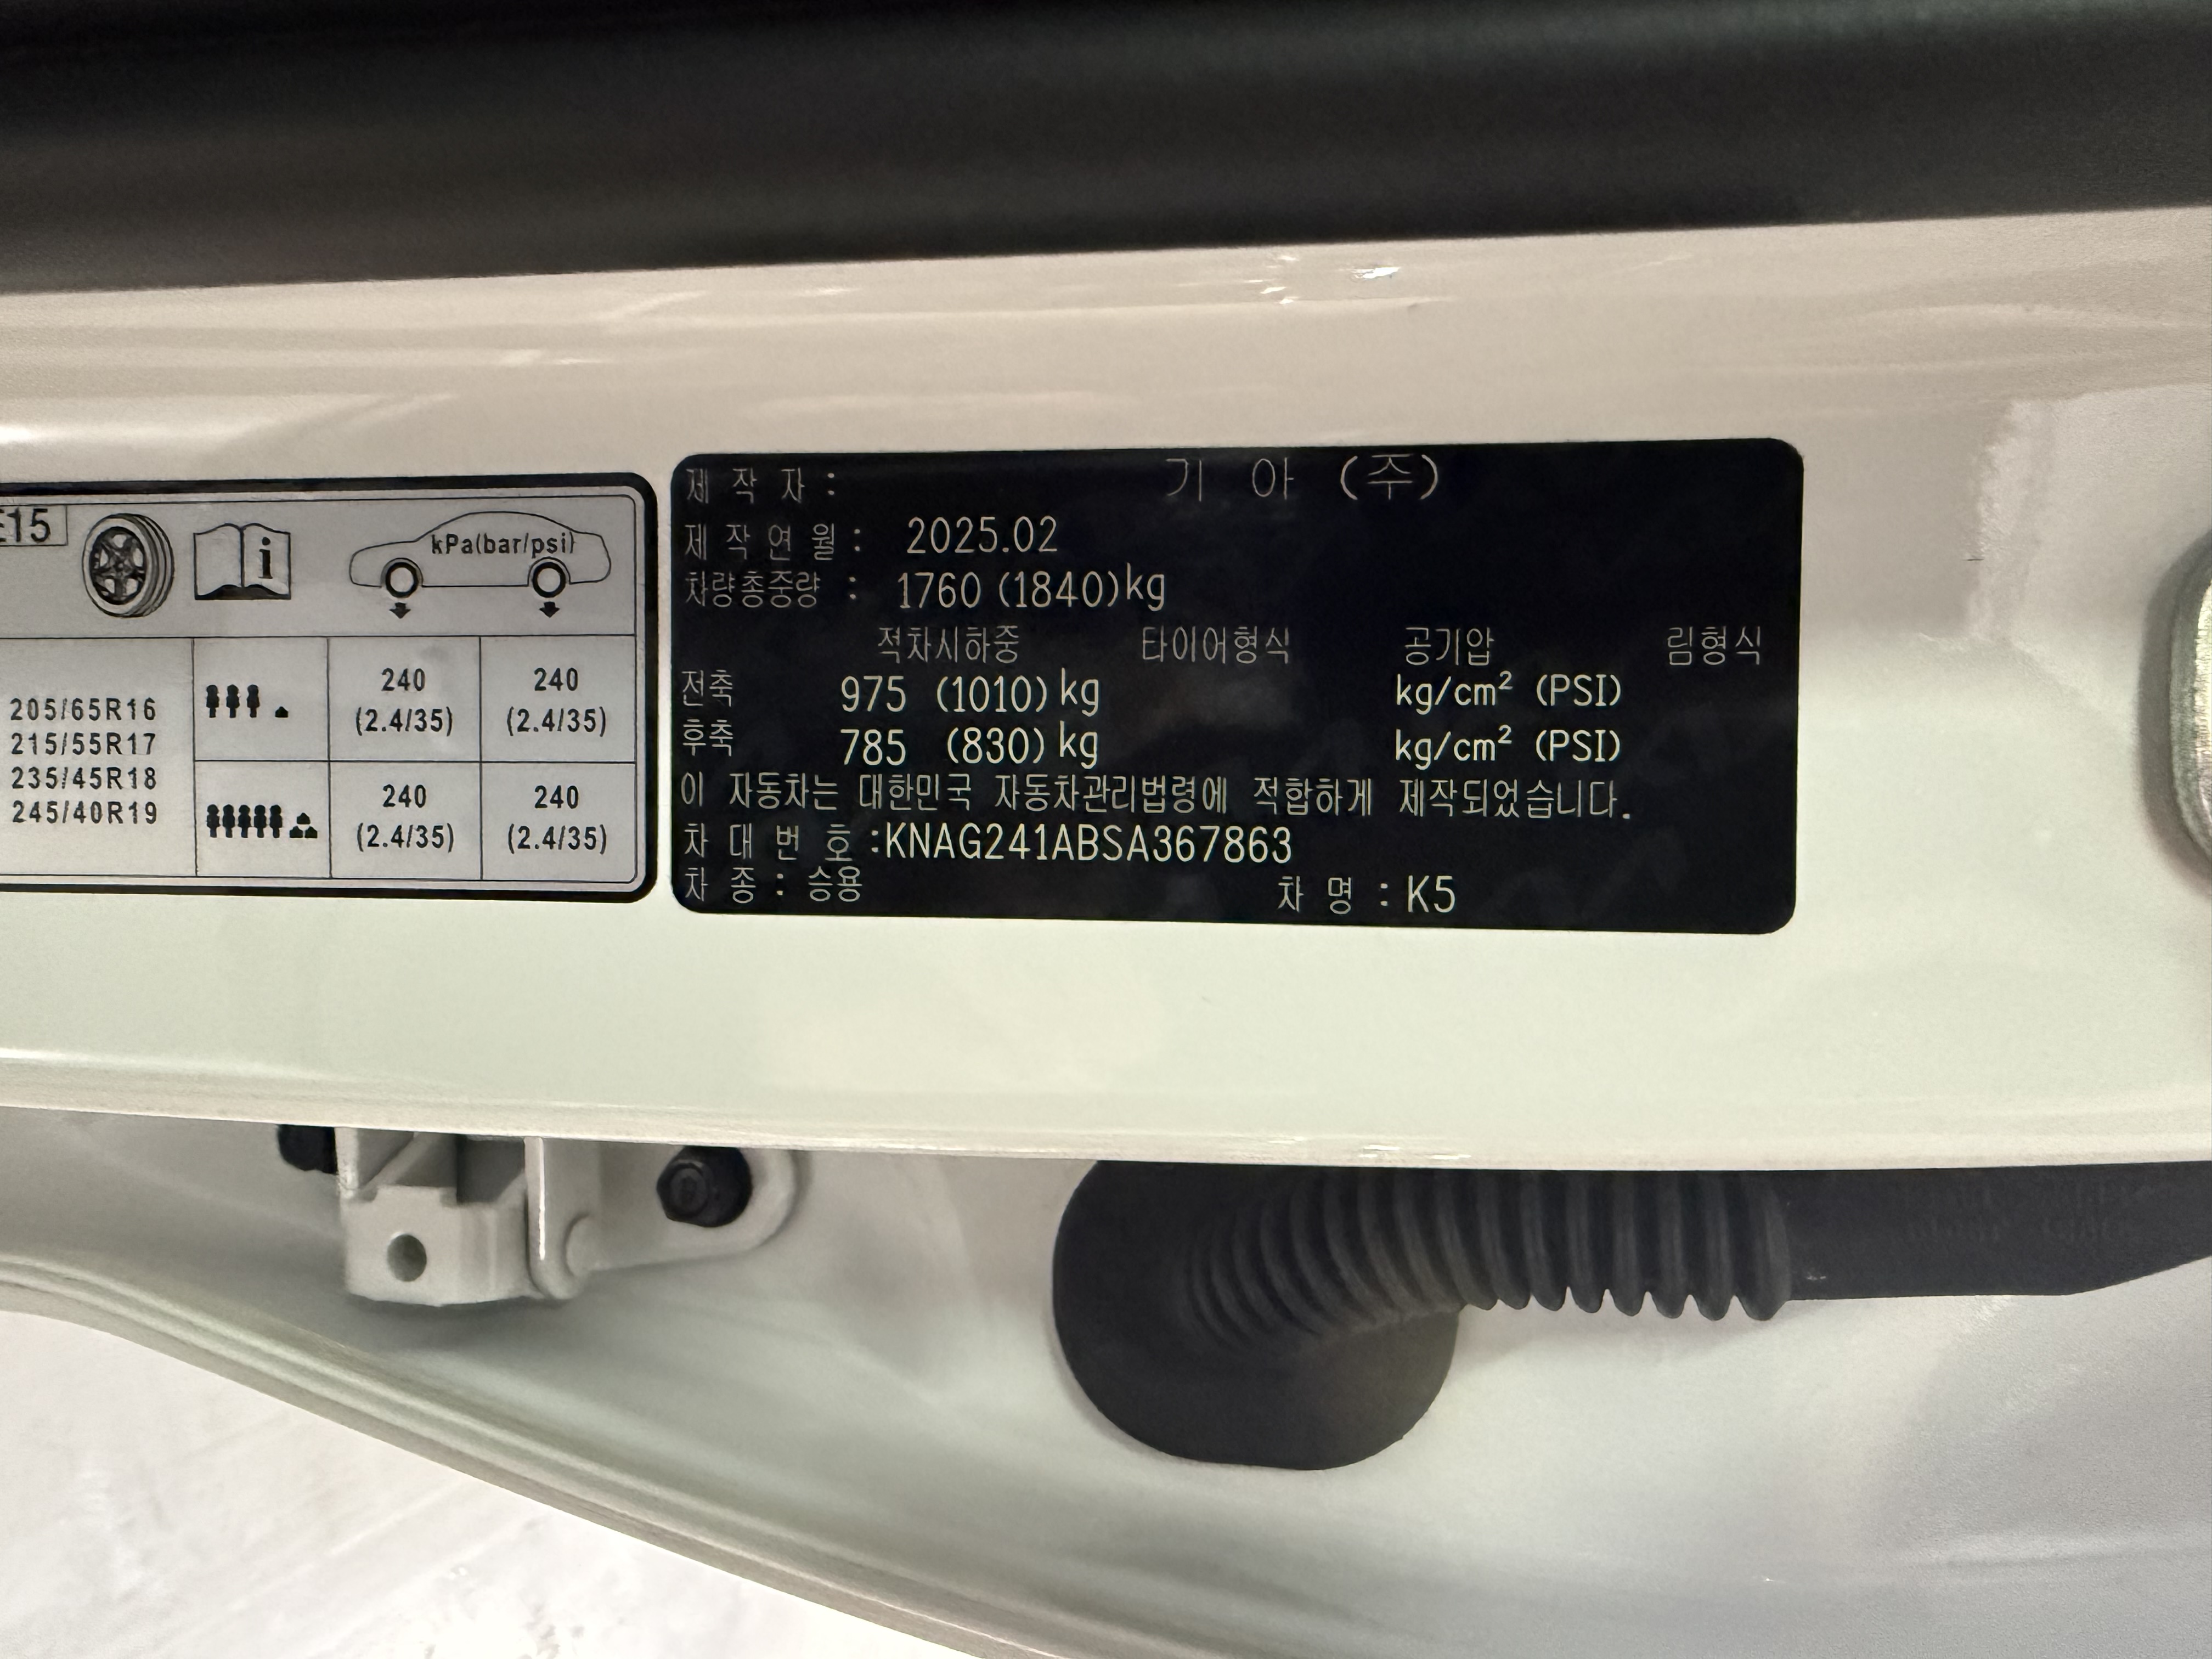 E15
i
kPa(bar/psi)
205/65R16
215/55R17
235/45R18
245/40R19
240
(2.4/35)
240
(2.4/35)
240
(2.4/35)
240
(2.4/35)
제 작 자 : 기 아 (주)
제 작 연 월 : 2025.02
차량총중량 : 1760 (1840)kg
적차시하중 타이어형식 공기압 림형식
전축 975 (1010)kg kg/cm² (PSI)
후축 785 (830)kg kg/cm² (PSI)
이 자동차는 대한민국 자동차관리법령에 적합하게 제작되었습니다.
차 대 번 호 :KNAG241ABSA367863
차 종 : 승용 차 명 : K5